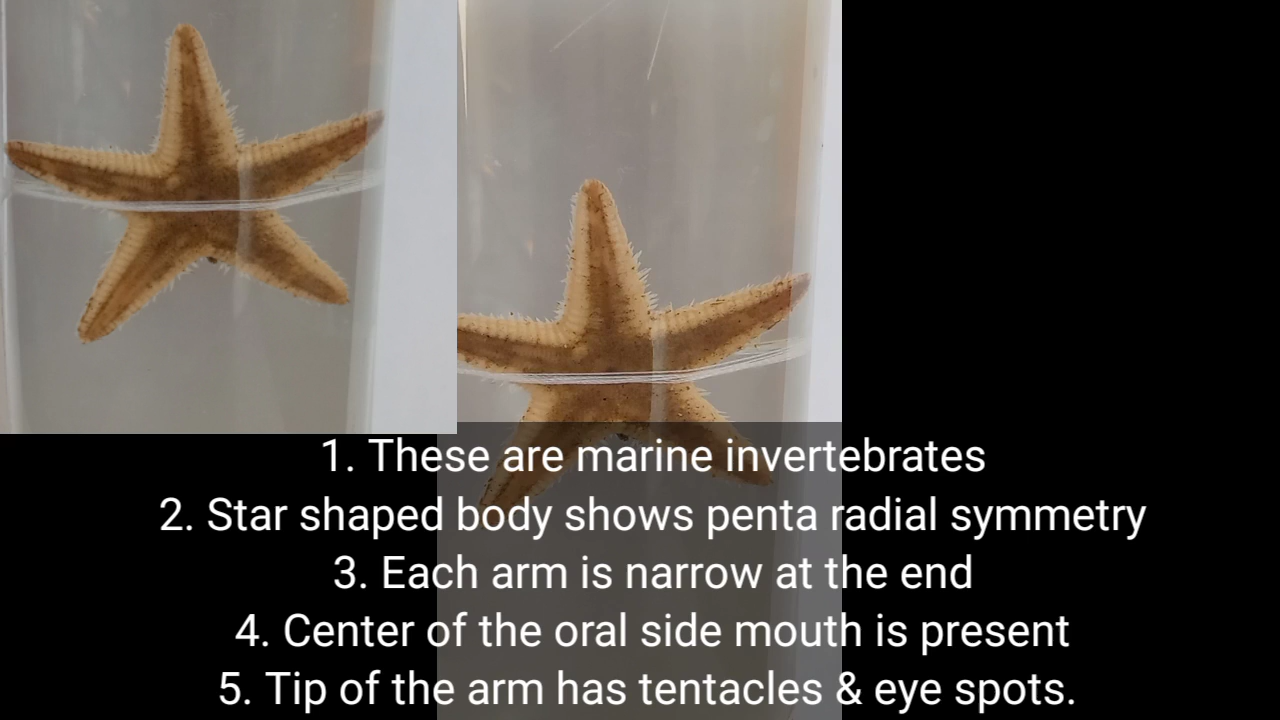 1. These are marine invertebrates
2. Star shaped body shows penta radial symmetry
3. Each arm is narrow at the end
4. Center of the oral side mouth is present
5. Tip of the arm has tentacles & eye spots.